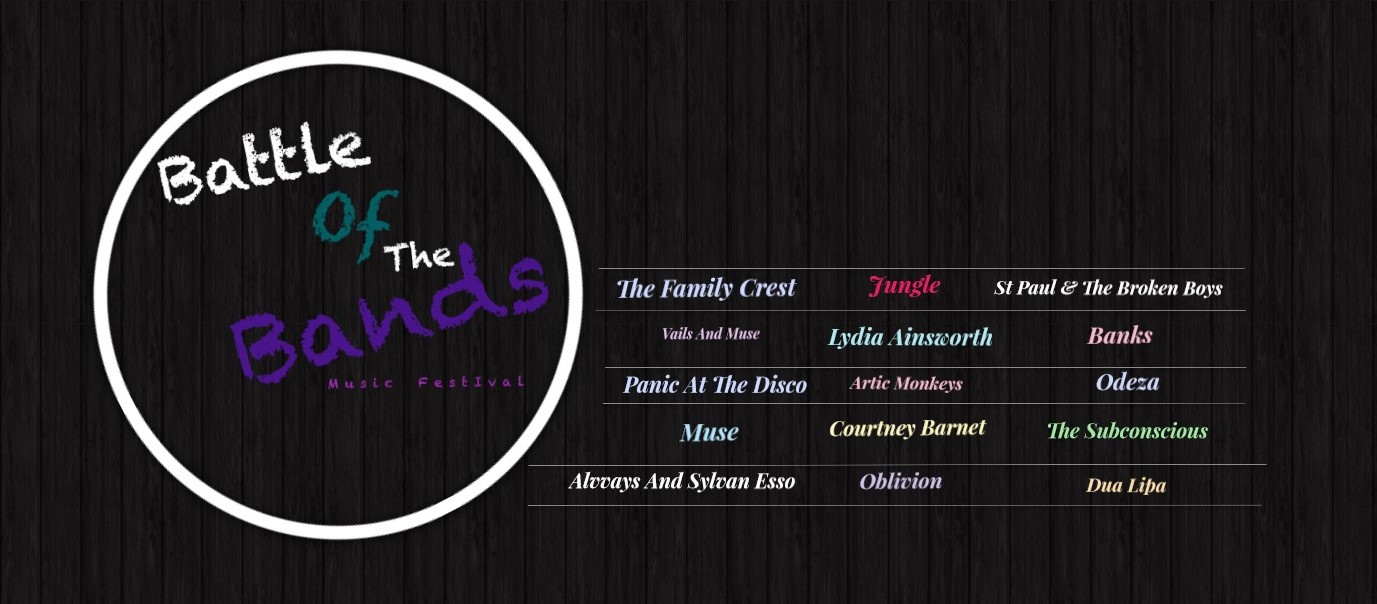 Battle
Of
The
Bands
Music FestIval
The Family Crest Jungle St Paul & The Broken Boys
Vails And Muse Lydia Ainsworth Banks
Panic At The Disco Artic Monkeys Odeza
Muse Courtney Barnet The Subconscious
Alvvays And Sylvan Esso Oblivion Dua Lipa